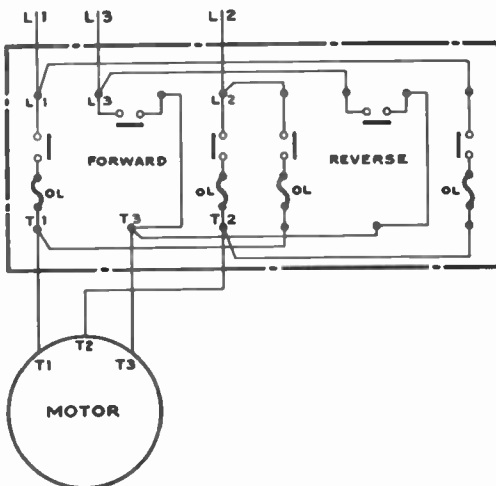 L1 L3 L2
L1 L3 L2
FORWARD REVERSE
OL OL OL OL
T1 T3 T2
T2
T1 T3
MOTOR